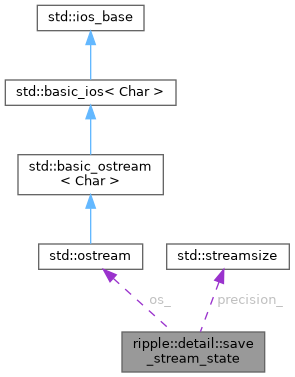 std::ios_base
std::basic_ios< Char >
std::basic_ostream
< Char >
std::ostream
std::streamsize
os_
precision_
ripple::detail::save
_stream_state